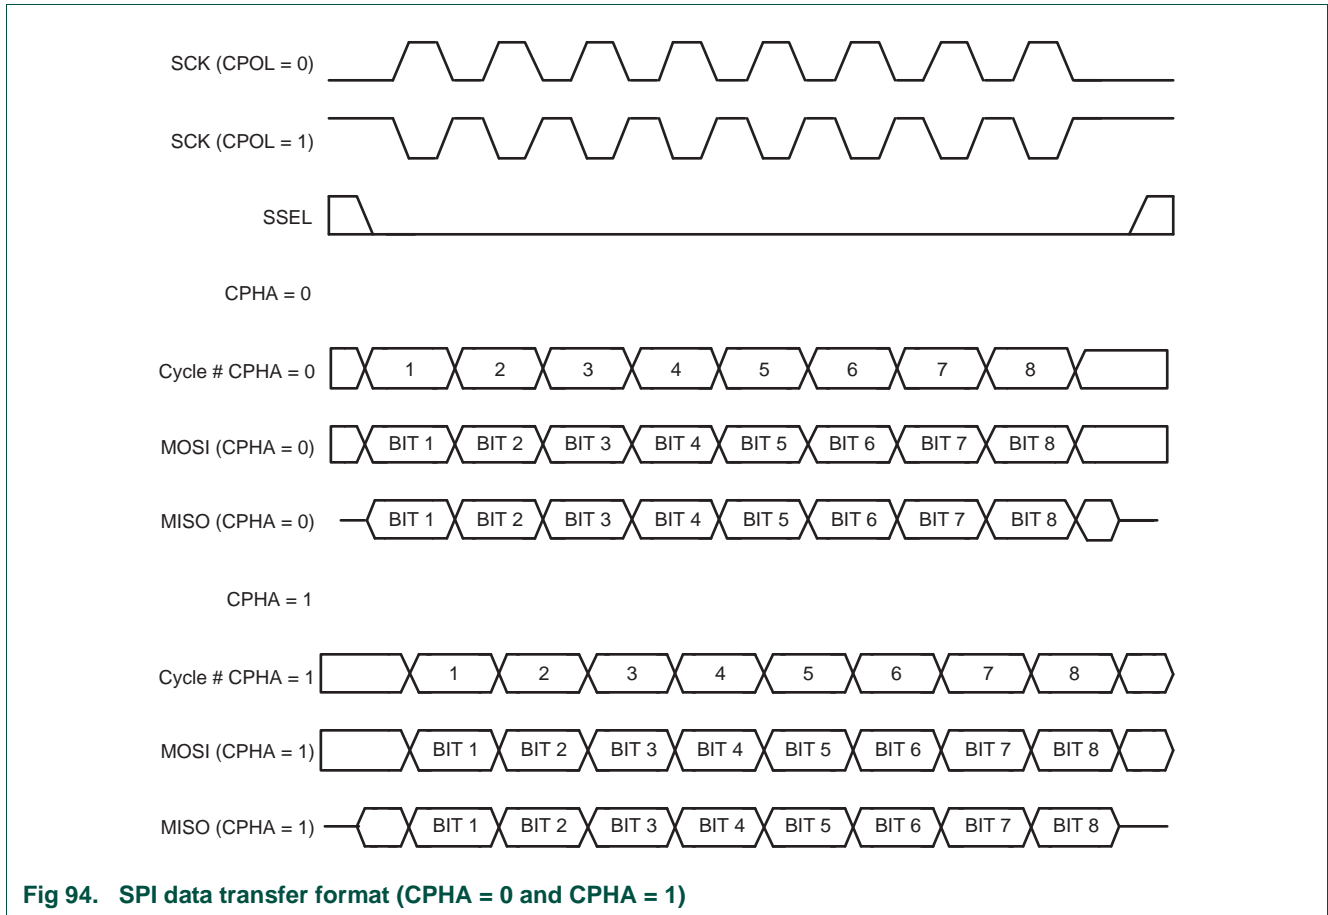 SCK (CPOL = 0)
SCK (CPOL = 1)
SSEL
CPHA = 0
Cycle # CPHA = 0 1 2 3 4 5 6 7 8
MOSI (CPHA = 0) BIT 1 BIT 2 BIT 3 BIT 4 BIT 5 BIT 6 BIT 7 BIT 8
MISO (CPHA = 0) BIT 1 BIT 2 BIT 3 BIT 4 BIT 5 BIT 6 BIT 7 BIT 8
CPHA = 1
Cycle # CPHA = 1 1 2 3 4 5 6 7 8
MOSI (CPHA = 1) BIT 1 BIT 2 BIT 3 BIT 4 BIT 5 BIT 6 BIT 7 BIT 8
MISO (CPHA = 1) BIT 1 BIT 2 BIT 3 BIT 4 BIT 5 BIT 6 BIT 7 BIT 8
Fig 94. SPI data transfer format (CPHA = 0 and CPHA = 1)